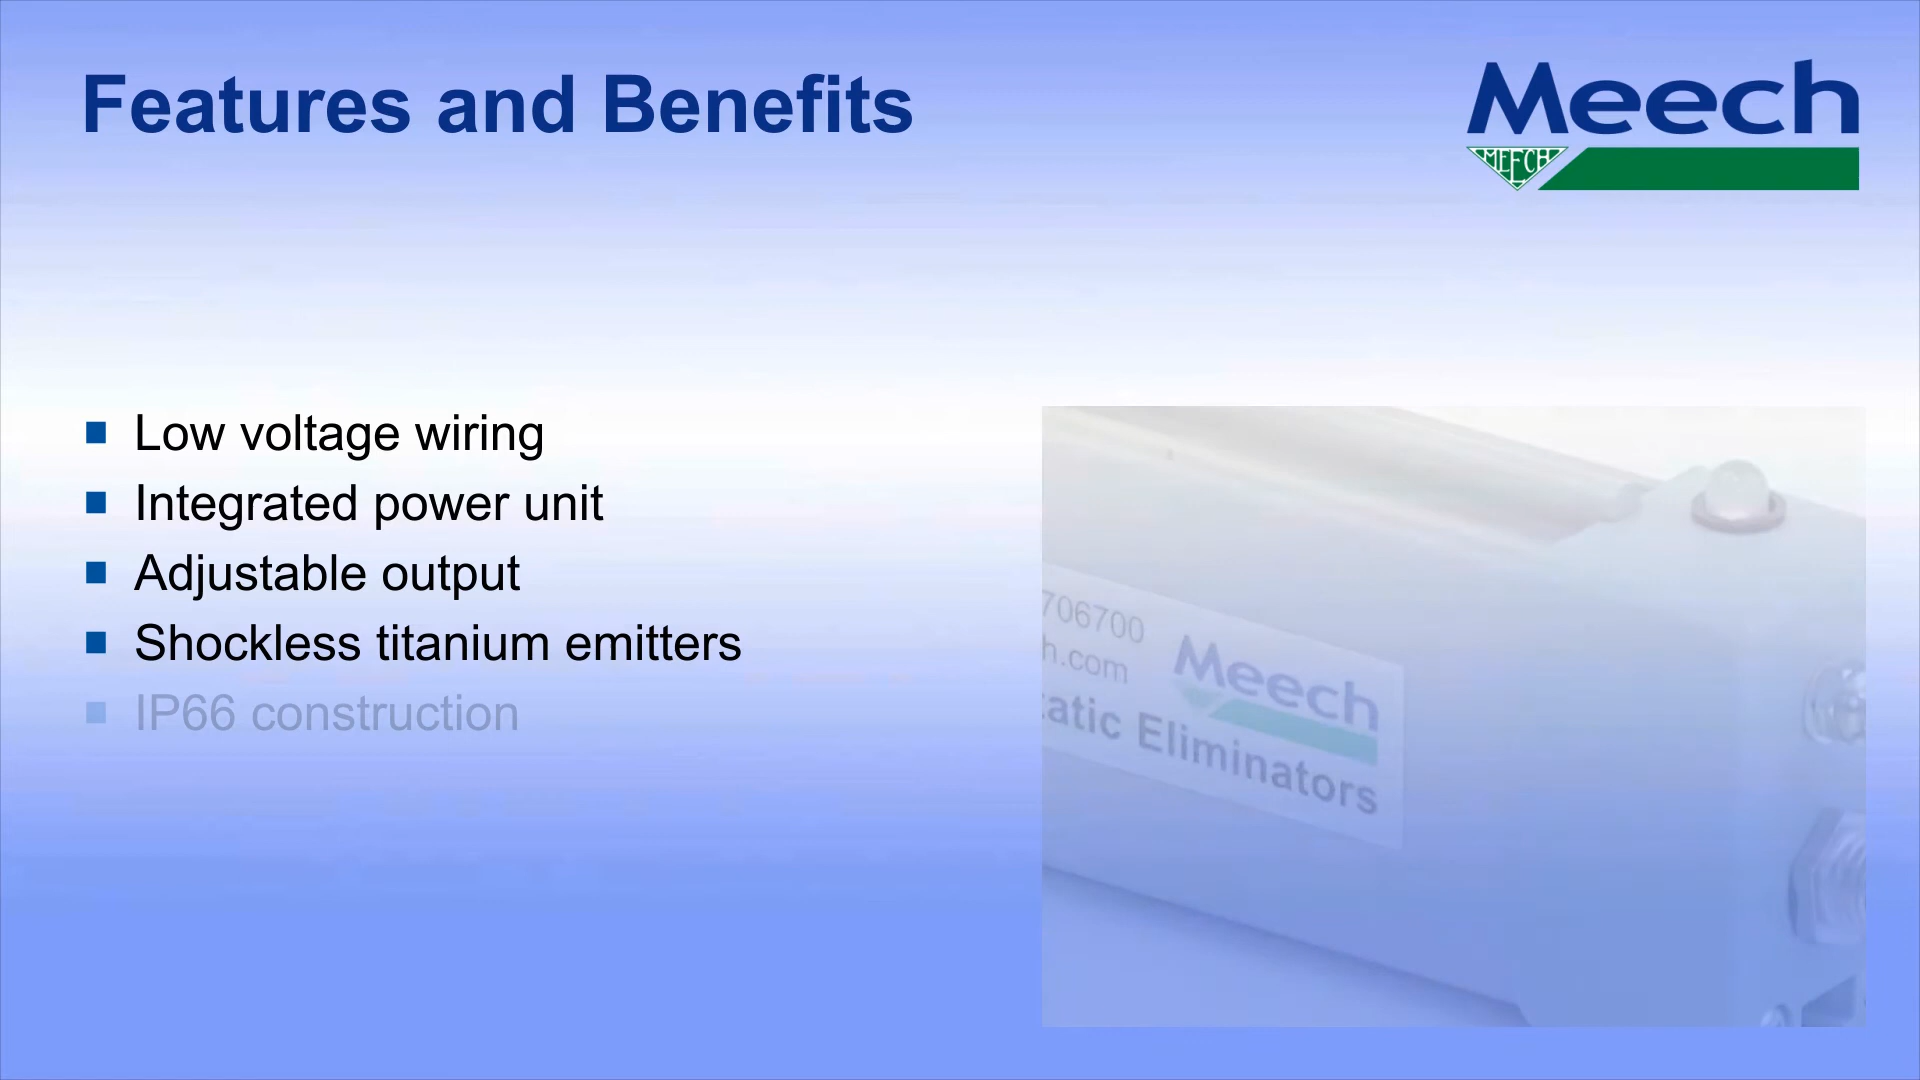 Features and Benefits
Meech
MEECH
Low voltage wiring
Integrated power unit
Adjustable output
Shockless titanium emitters
IP66 construction
706700
h.com
Meech
tatic Eliminators